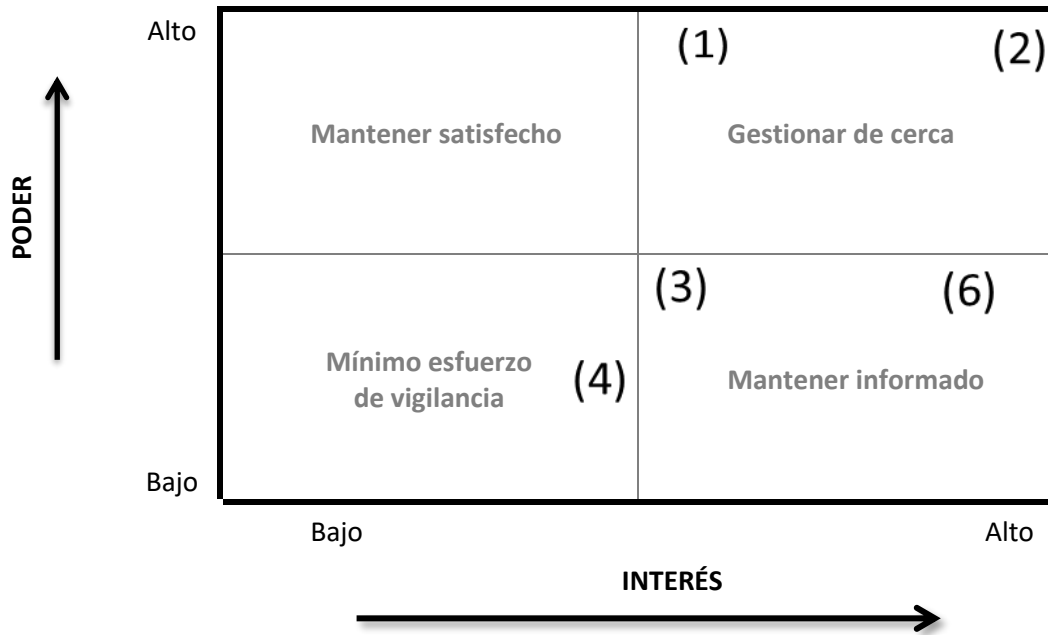 Alto
(1)
(2)
Mantener satisfecho
Gestionar de cerca
PODER
(3)
(6)
Mínimo esfuerzo
de vigilancia
(4)
Mantener informado
Bajo
Bajo
Alto
INTERÉS